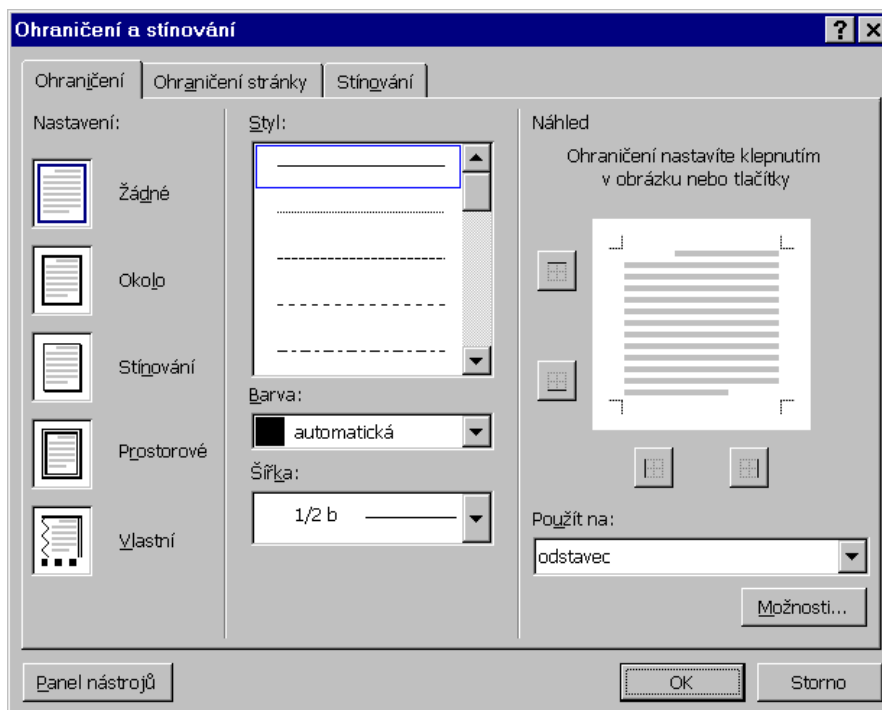 Ohraničení a stínování
Ohraničení
Ohraničení stránky
Stínování
Nastavení:
Žádné
Okolo
Stínování
Prostorové
Vlastní
Styl:
Barva:
automatická
Šířka:
1/2 b
Náhled
Ohraničení nastavíte klepnutím
v obrázku nebo tlačítky
Použít na:
odstavec
Možnosti...
Panel nástrojů
OK
Storno